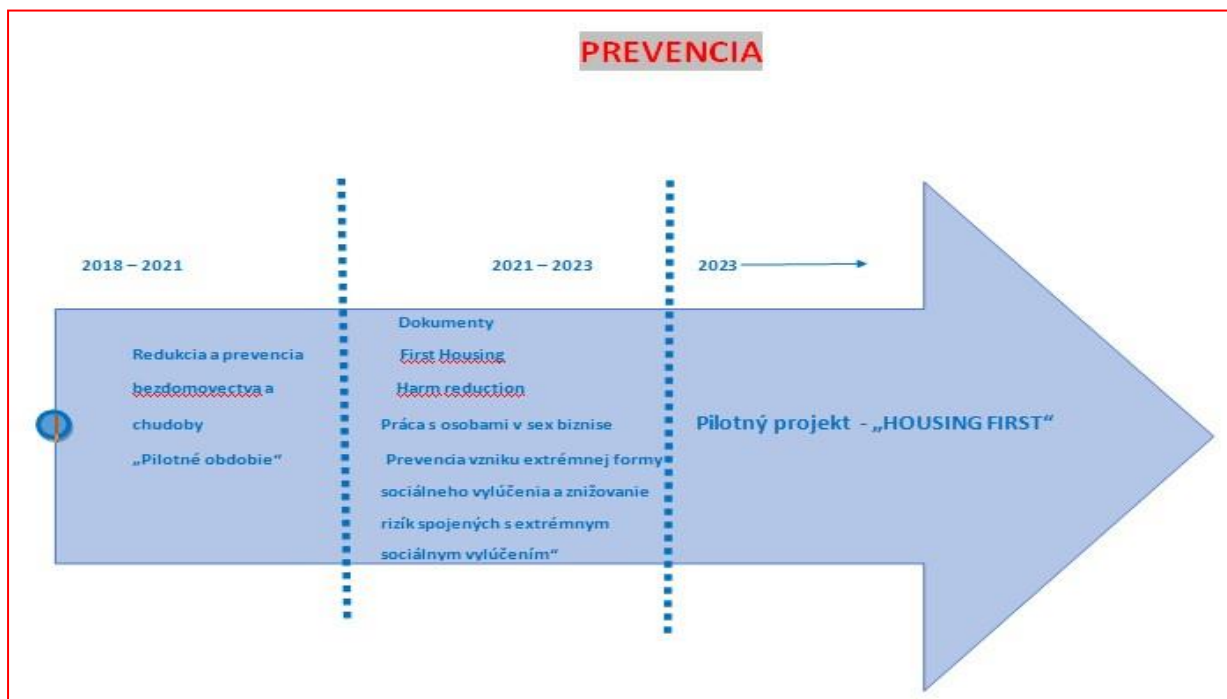 PREVENCIA
2018 – 2021
2021 – 2023
2023
Redukcia a prevencia
bezdomovectva a
chudoby
„Pilotné obdobie“
Dokumenty
First Housing
Harm reduction
Práca s osobami v sex biznise
Prevencia vzniku extrémnej formy
sociálneho vylúčenia a znižovanie
rizík spojených s extrémnym
sociálnym vylúčením“
Pilotný projekt - „HOUSING FIRST“